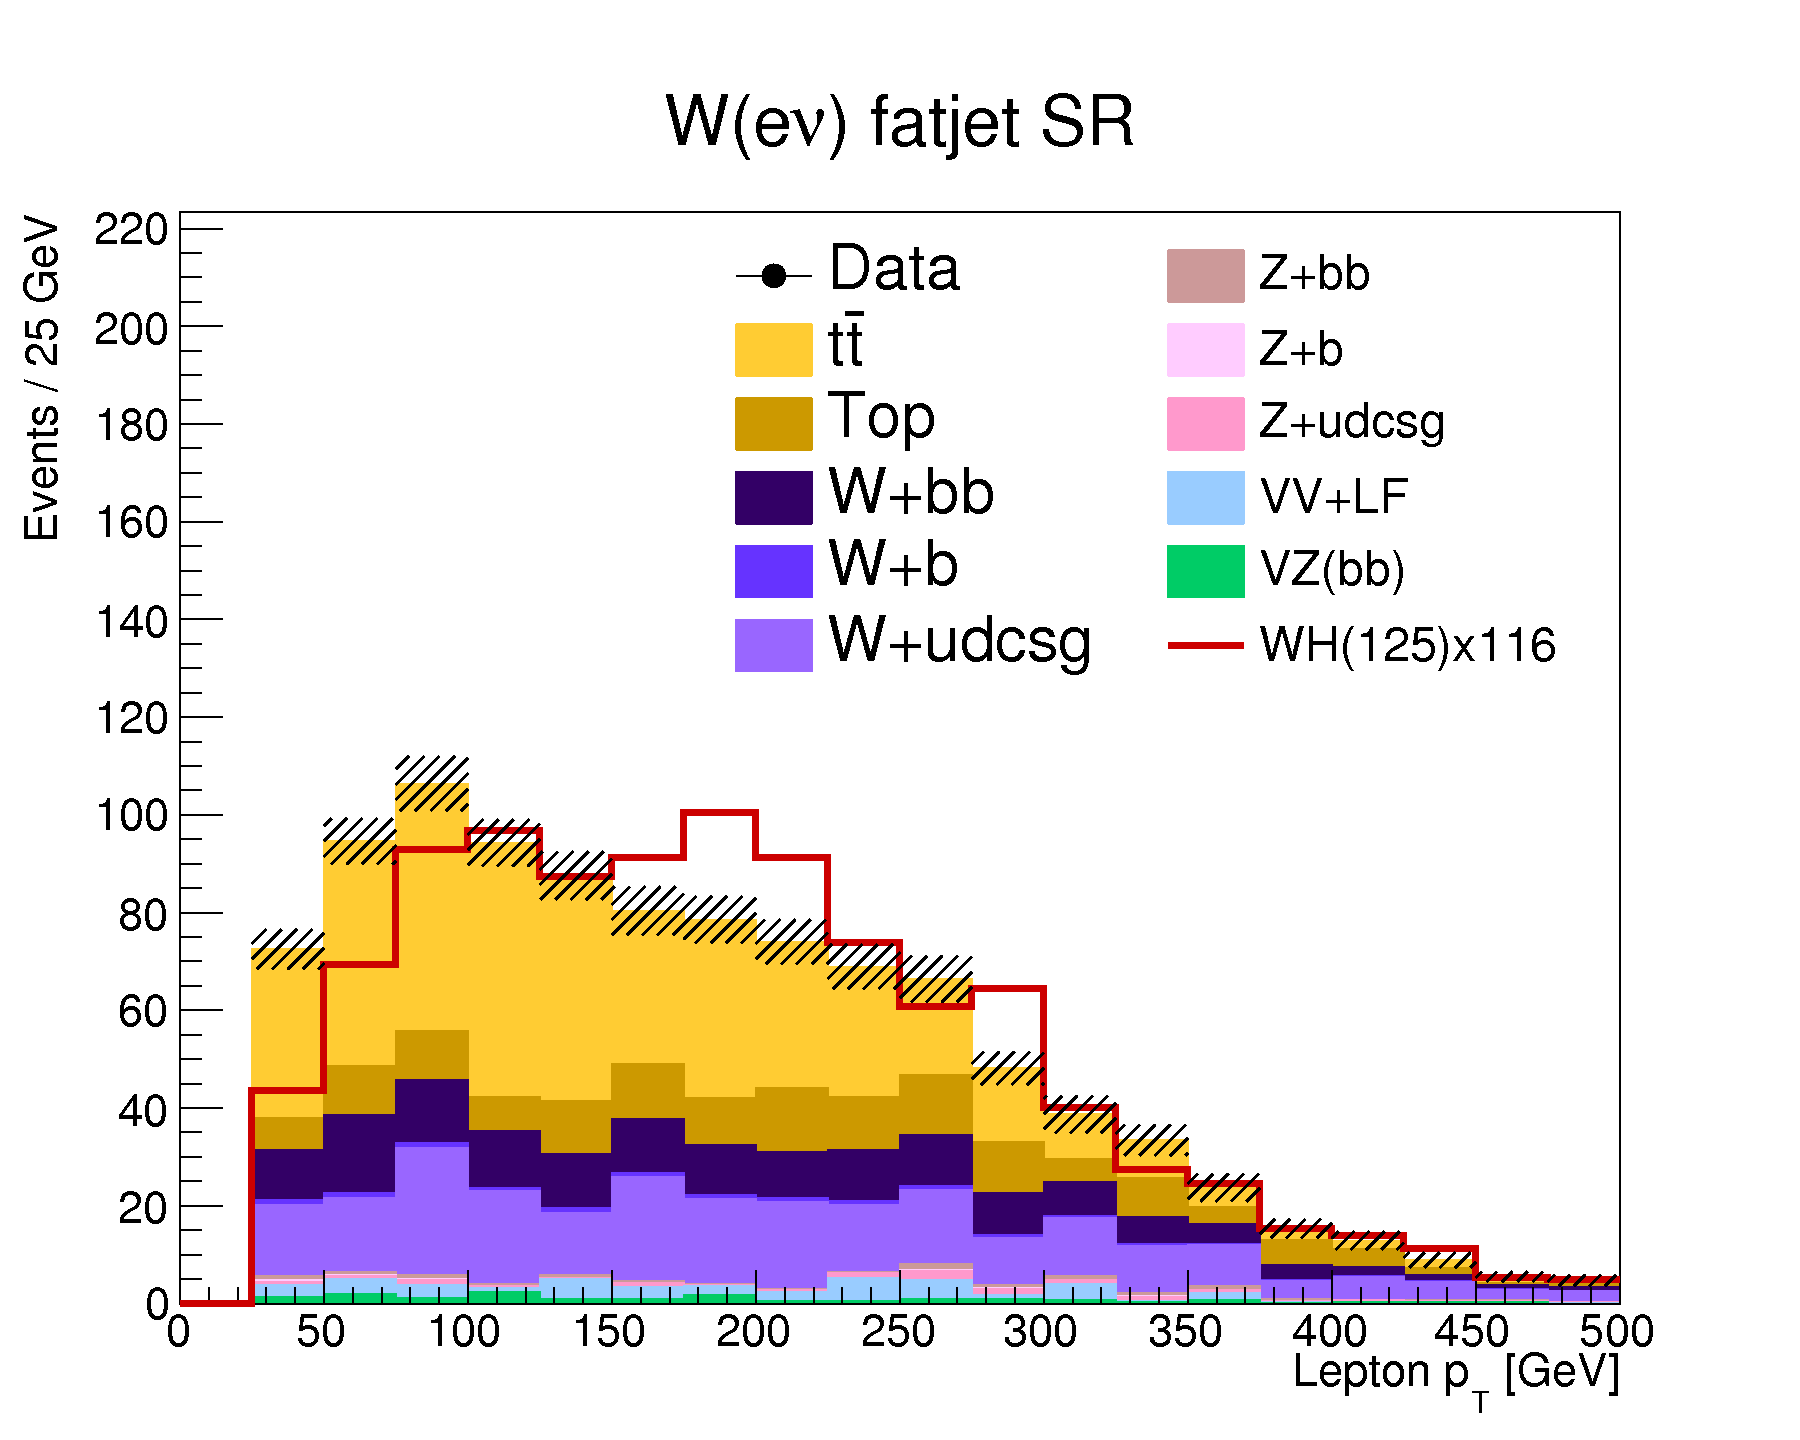 W(eν) fatjet SR
Events / 25 GeV
220
200
180
160
140
120
100
80
60
40
20
0
Data
tt̄
Top
W+bb
W+b
W+udcsg
Z+bb
Z+b
Z+udcsg
VV+LF
VZ(bb)
WH(125)x116
0 50 100 150 200 250 300 350 400 450 500
Lepton p_T [GeV]